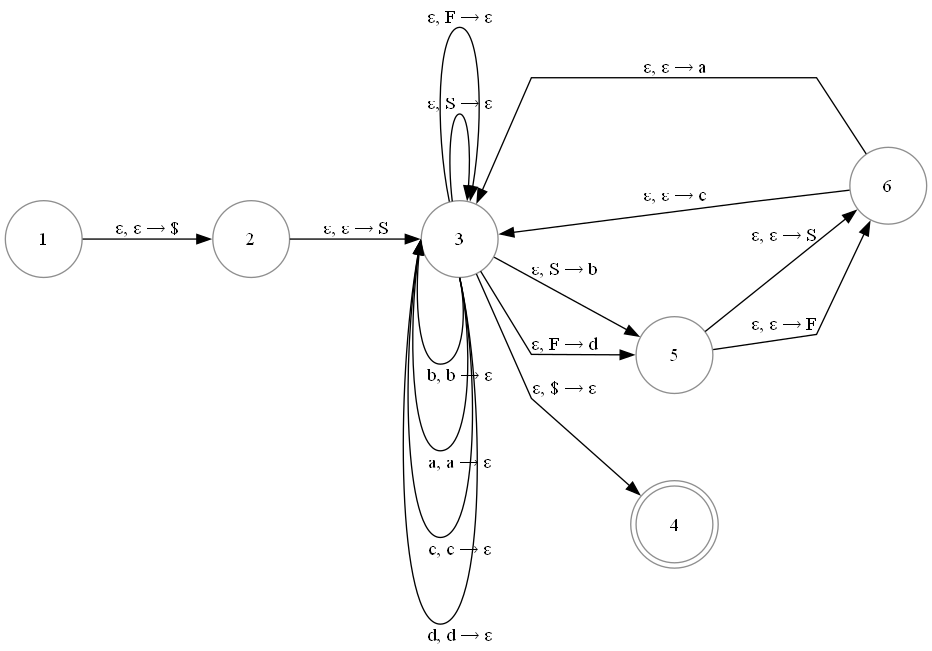 ε, F → ε
ε, ε → a
ε, S → ε
6
ε, ε → c
1
ε, ε → $
2
ε, ε → S
3
ε, ε → S
ε, S → b
ε, ε → F
ε, F → d
5
b, b → ε
ε, $ → ε
a, a → ε
4
c, c → ε
d, d → ε